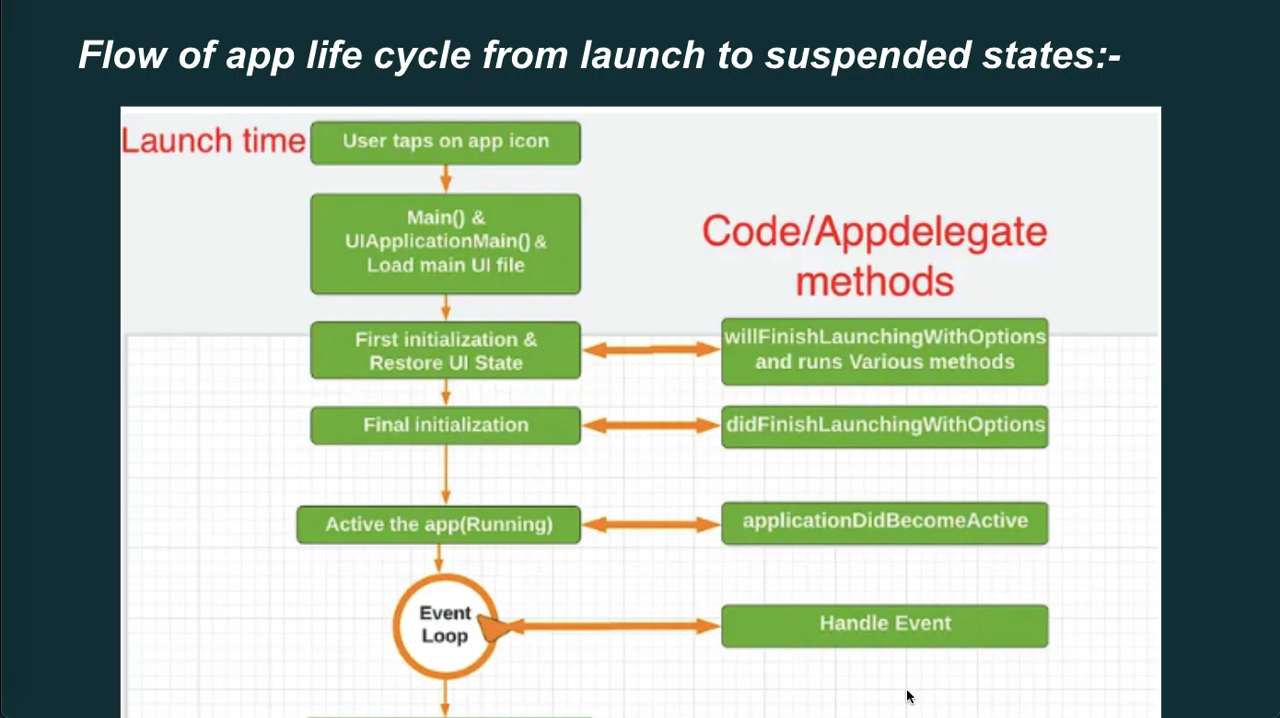 Flow of app life cycle from launch to suspended states:-
Launch time
User taps on app icon
Main() &
UIApplicationMain() &
Load main UI file
Code/Appdelegate
methods
First initialization &
Restore UI State
willFinishLaunchingWithOptions
and runs Various methods
Final initialization
didFinishLaunchingWithOptions
Active the app(Running)
applicationDidBecomeActive
Event
Loop
Handle Event